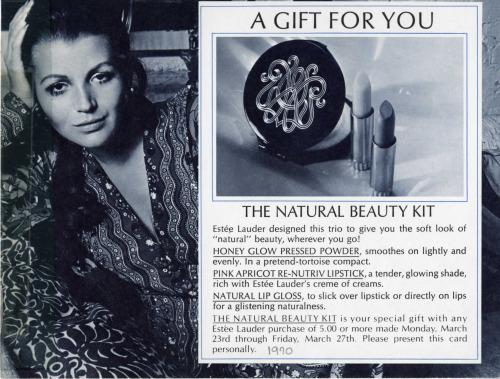 A GIFT FOR YOU
THE NATURAL BEAUTY KIT
Estée Lauder designed this trio to give you the soft look of
"natural" beauty, wherever you go!
HONEY GLOW PRESSED POWDER, smoothes on lightly and
evenly. In a pretend-tortoise compact.
PINK APRICOT RE-NUTRIV LIPSTICK, a tender, glowing shade,
rich with Estée Lauder's creme of creams.
NATURAL LIP GLOSS, to slick over lipstick or directly on lips
for a glistening naturalness.
THE NATURAL BEAUTY KIT is your special gift with any
Estée Lauder purchase of 5.00 or more made Monday, March
23rd through Friday, March 27th. Please present this card
personally. 1970